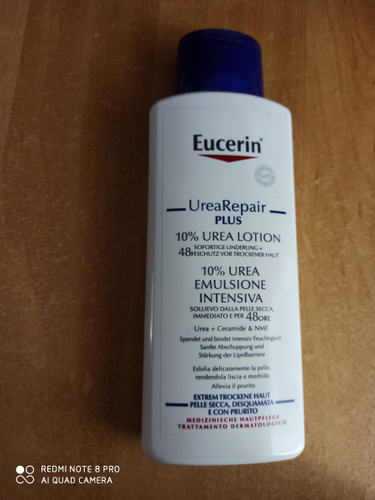 Eucerin®
UreaRepair
PLUS
10% UREA LOTION
SOFORTIGE LINDERUNG +
48H SCHUTZ VOR TROCKENER HAUT
10% UREA
EMULSIONE
INTENSIVA
SOLLIEVO DALLA PELLE SECCA,
IMMEDIATO E PER 48ORE
Urea + Ceramide & NMF
Spendet und bindet intensiv Feuchtigkeit
Sanfte Abschuppung und
Stärkung der Lipidbarriere
Esfolia delicatamente la pelle,
rendendola liscia e morbida
Allevia il prurito
EXTREM TROCKENE HAUT
PELLE SECCA, DESQUAMATA
E CON PRURITO
MEDIZINISCHE HAUTPFLEGE
TRATTAMENTO DERMATOLOGICO
REDMI NOTE 8 PRO
AI QUAD CAMERA